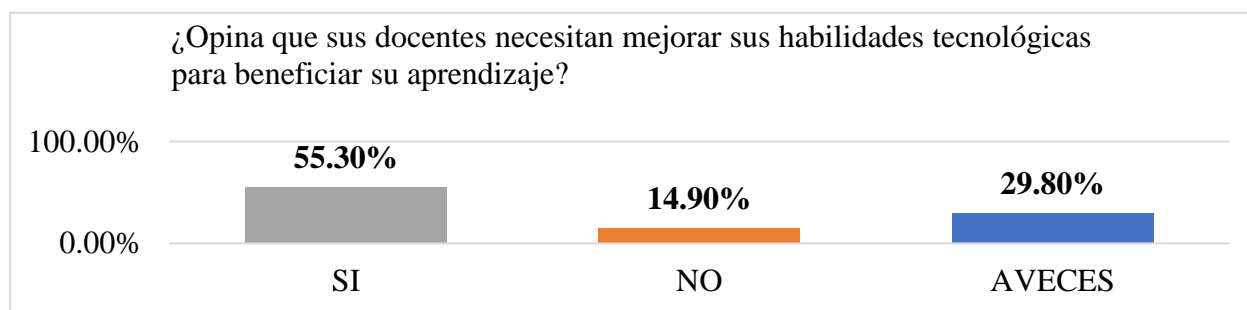 ¿Opina que sus docentes necesitan mejorar sus habilidades tecnológicas
para beneficiar su aprendizaje?
100.00%
55.30%
14.90%
29.80%
0.00%
SI
NO
AVECES